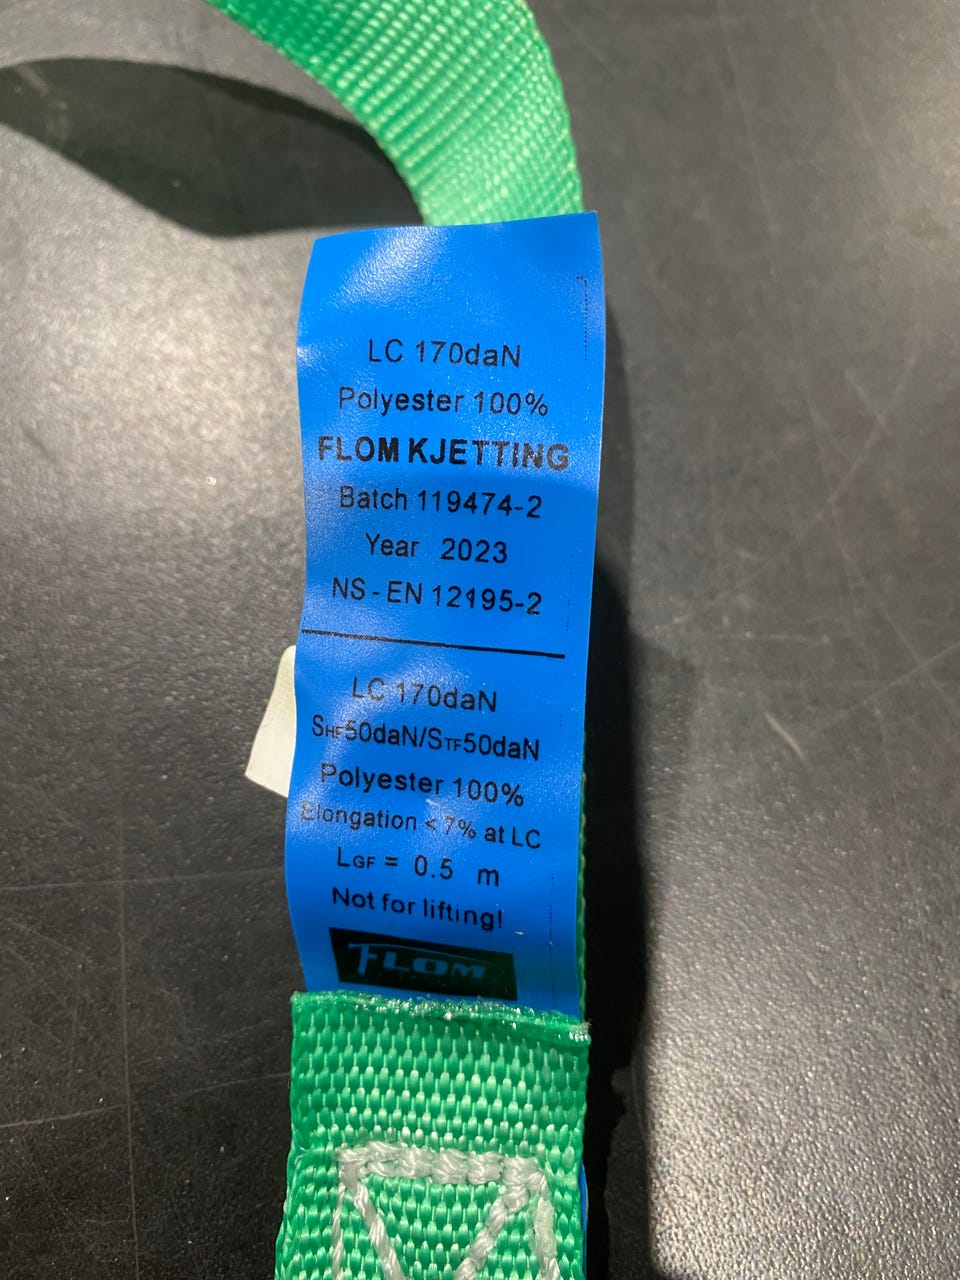 LC 170daN
Polyester 100%
FLOM KJETTING
Batch 119474-2
Year 2023
NS - EN 12195-2
LC 170daN
SHF50daN/STF50daN
Polyester 100%
Elongation < 7% at LC
LGF = 0.5 m
Not for lifting!
FLOM